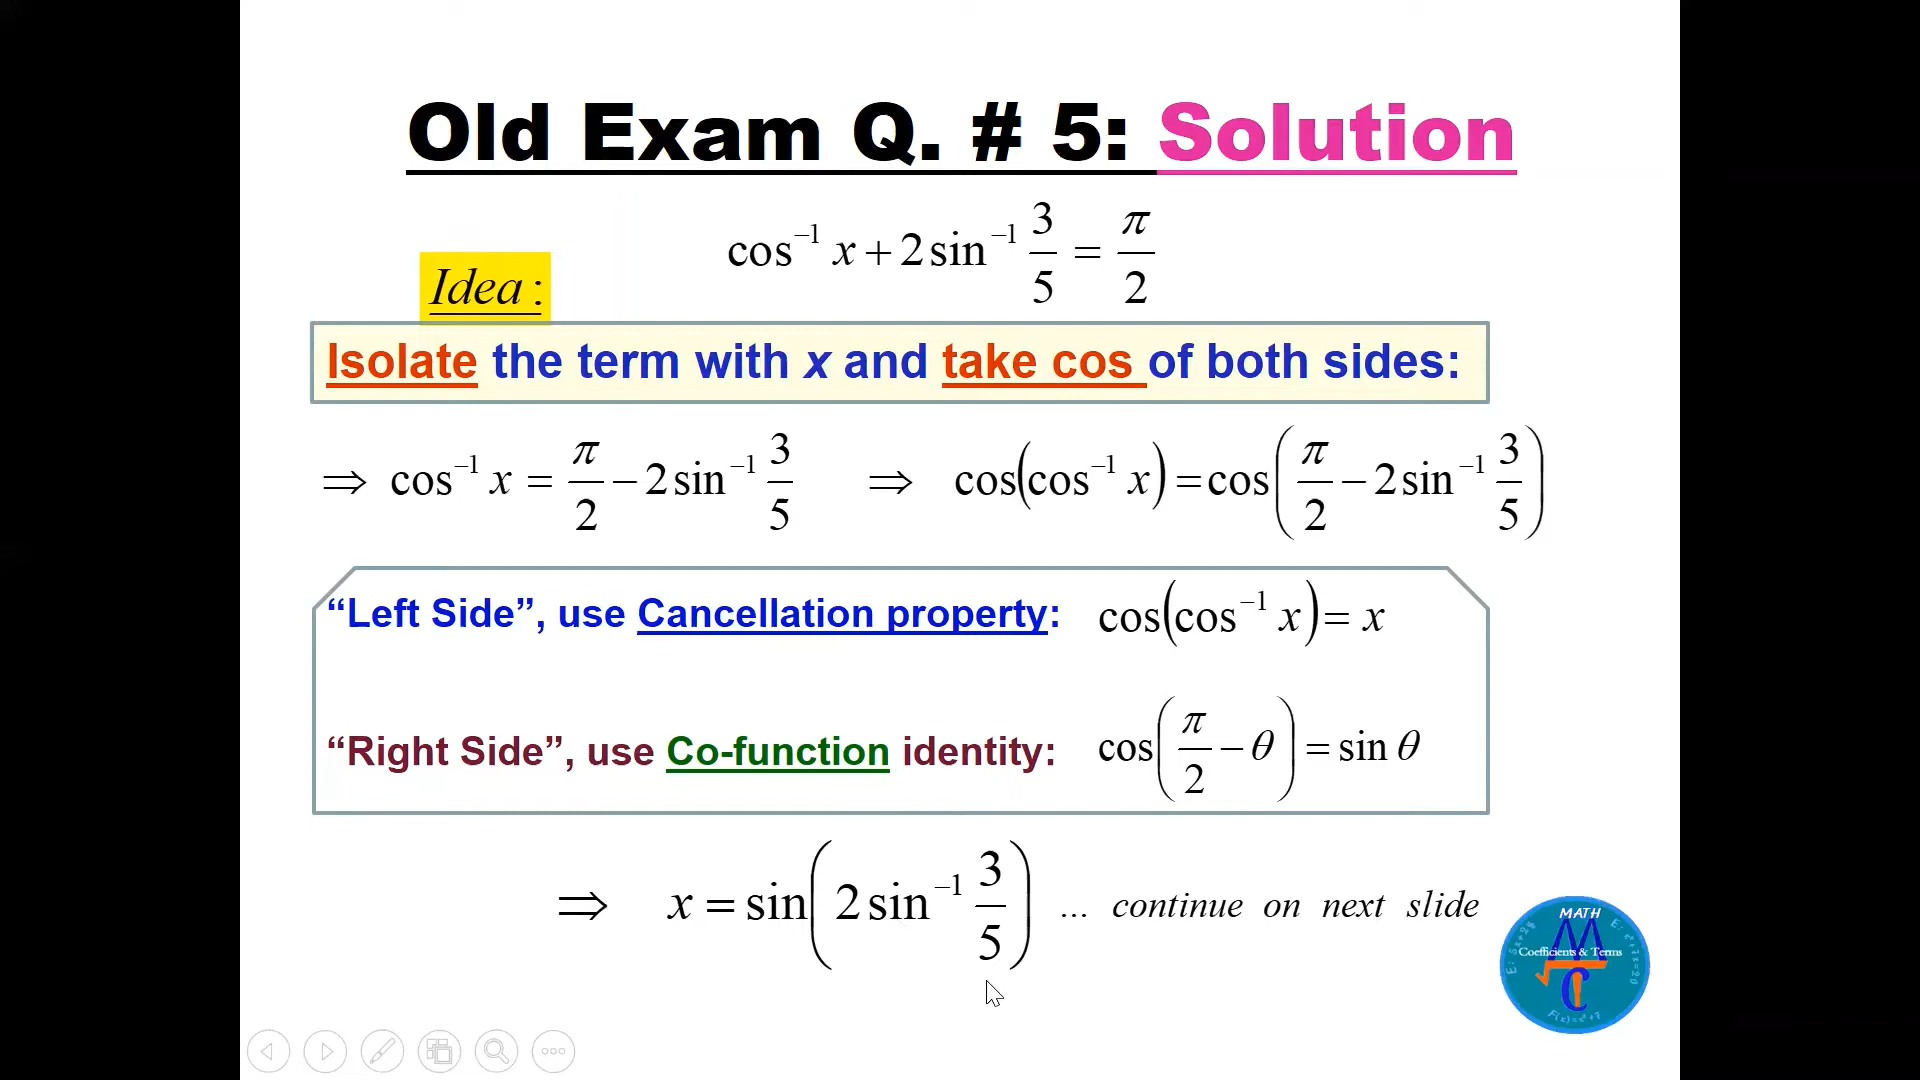 Old Exam Q. # 5: Solution
cos⁻¹ x + 2 sin⁻¹ 3/5 = π/2
Idea :
Isolate the term with x and take cos of both sides:
⇒ cos⁻¹ x = π/2 − 2 sin⁻¹ 3/5 ⇒ cos(cos⁻¹ x) = cos(π/2 − 2 sin⁻¹ 3/5)
“Left Side”, use Cancellation property: cos(cos⁻¹ x) = x
“Right Side”, use Co-function identity: cos(π/2 − θ) = sin θ
⇒ x = sin(2 sin⁻¹ 3/5) ... continue on next slide
MATH
Coefficients & Terms